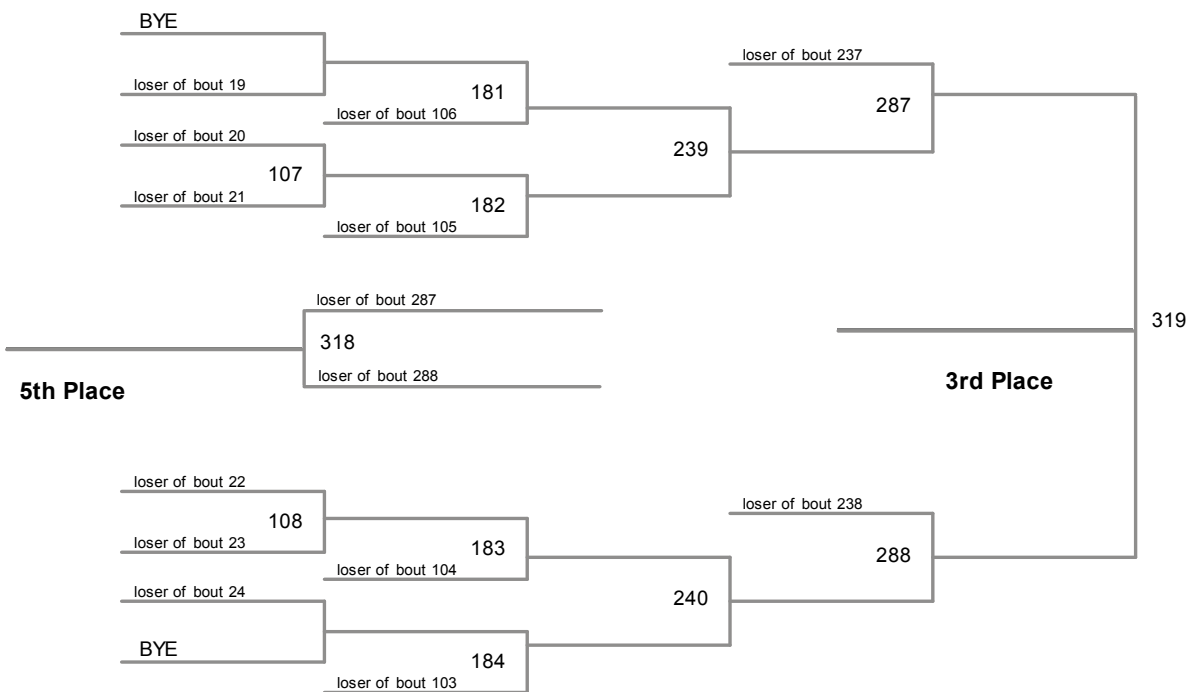 BYE
loser of bout 19
181
loser of bout 106
loser of bout 20
107
loser of bout 21
182
loser of bout 105
239
loser of bout 237
287
loser of bout 287
318
loser of bout 288
5th Place
319
3rd Place
loser of bout 22
108
loser of bout 23
183
loser of bout 104
loser of bout 24
BYE
184
loser of bout 103
240
loser of bout 238
288